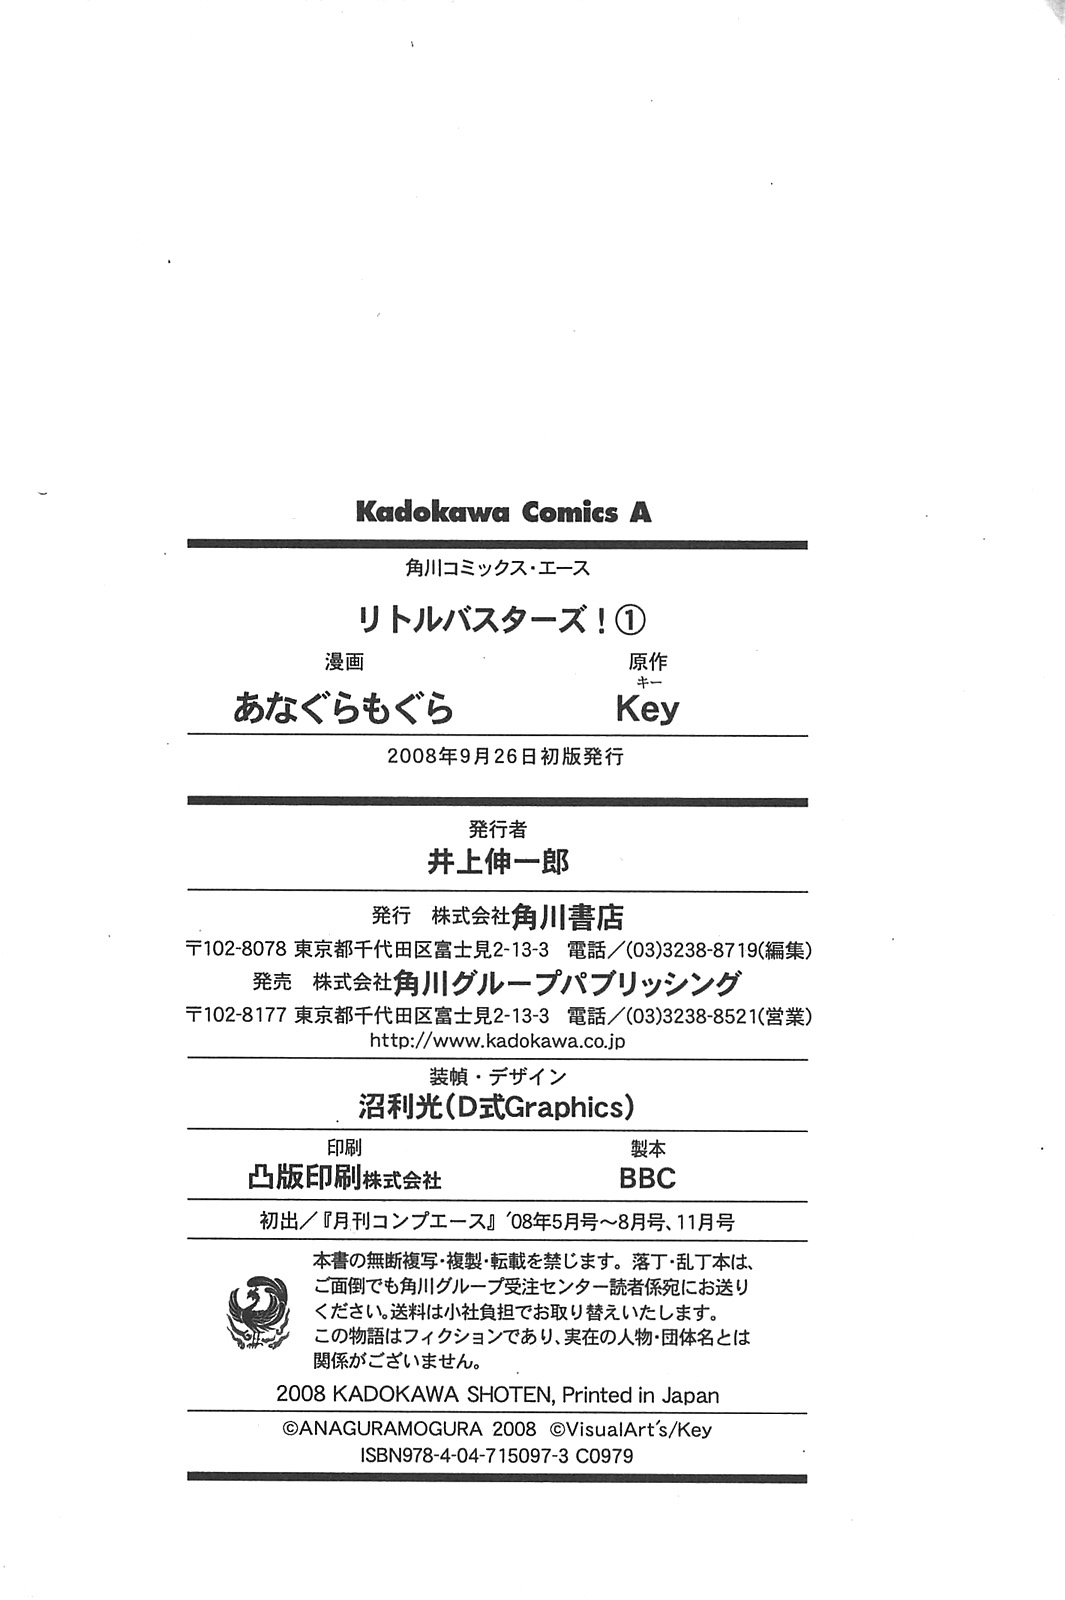 Kadokawa Comics A
角川コミックス・エース
リトルバスターズ！①
漫画　原作
キー
あなぐらもぐら　Key
2008年9月26日初版発行
発行者
井上伸一郎
発行　株式会社角川書店
〒102-8078 東京都千代田区富士見2-13-3　電話／(03)3238-8719(編集)
発売　株式会社角川グループパブリッシング
〒102-8177 東京都千代田区富士見2-13-3　電話／(03)3238-8521(営業)
http://www.kadokawa.co.jp
装幀・デザイン
沼利光（D式Graphics）
印刷　製本
凸版印刷株式会社　BBC
初出／『月刊コンプエース』 '08年5月号〜8月号、11月号
本書の無断複写・複製・転載を禁じます。落丁・乱丁本は、
ご面倒でも角川グループ受注センター読者係宛にお送り
ください。送料は小社負担でお取り替えいたします。
この物語はフィクションであり、実在の人物・団体名とは
関係がございません。
2008 KADOKAWA SHOTEN, Printed in Japan
©ANAGURAMOGURA 2008 ©VisualArt's/Key
ISBN978-4-04-715097-3 C0979